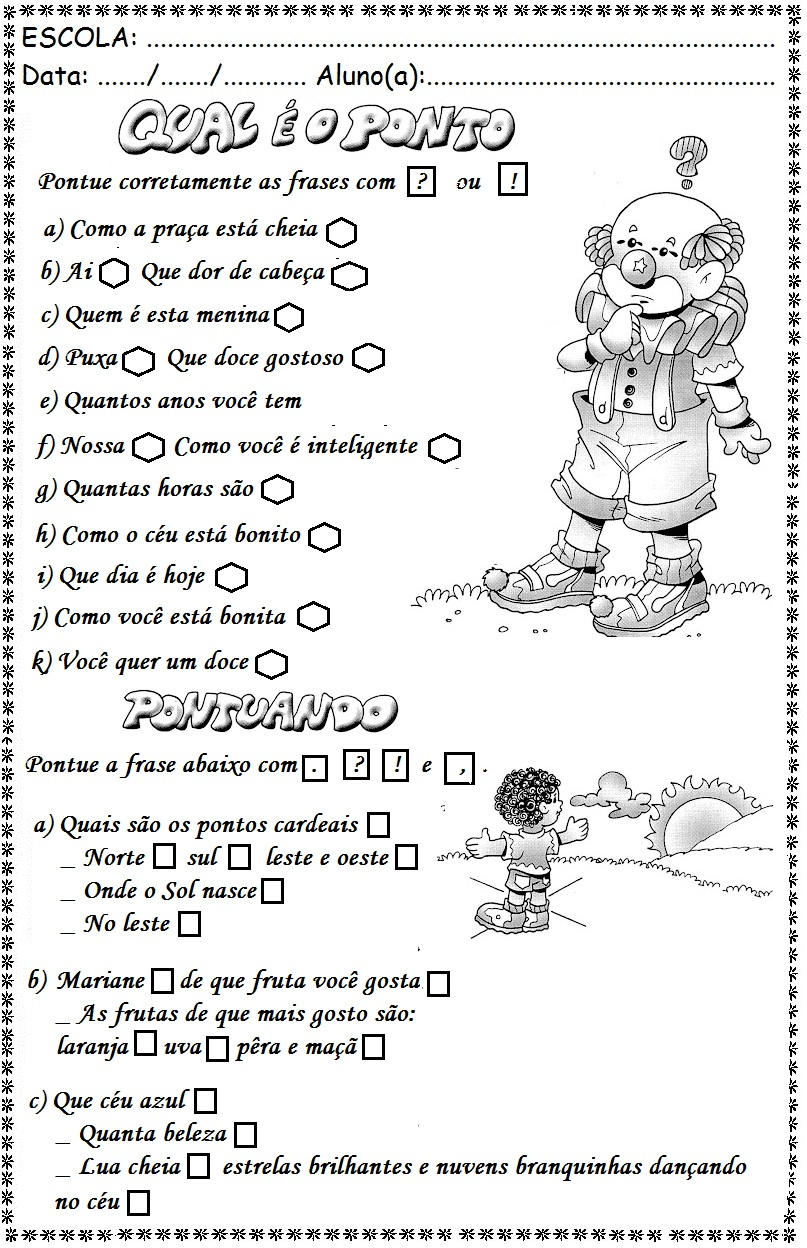 ESCOLA: ...........................................................................
Data: ......./......./.......... Aluno(a):..........................................
QUAL É O PONTO
?
Pontue corretamente as frases com ? ou !
a) Como a praça está cheia
b) Ai Que dor de cabeça
c) Quem é esta menina
d) Puxa Que doce gostoso
e) Quantos anos você tem
f) Nossa Como você é inteligente
g) Quantas horas são
h) Como o céu está bonito
i) Que dia é hoje
j) Como você está bonita
k) Você quer um doce
PONTUANDO
Pontue a frase abaixo com . ? ! e , .
a) Quais são os pontos cardeais
_ Norte sul leste e oeste
_ Onde o Sol nasce
_ No leste
b) Mariane de que fruta você gosta
_ As frutas de que mais gosto são:
laranja uva pêra e maçã
c) Que céu azul
_ Quanta beleza
_ Lua cheia estrelas brilhantes e nuvens branquinhas dançando
no céu